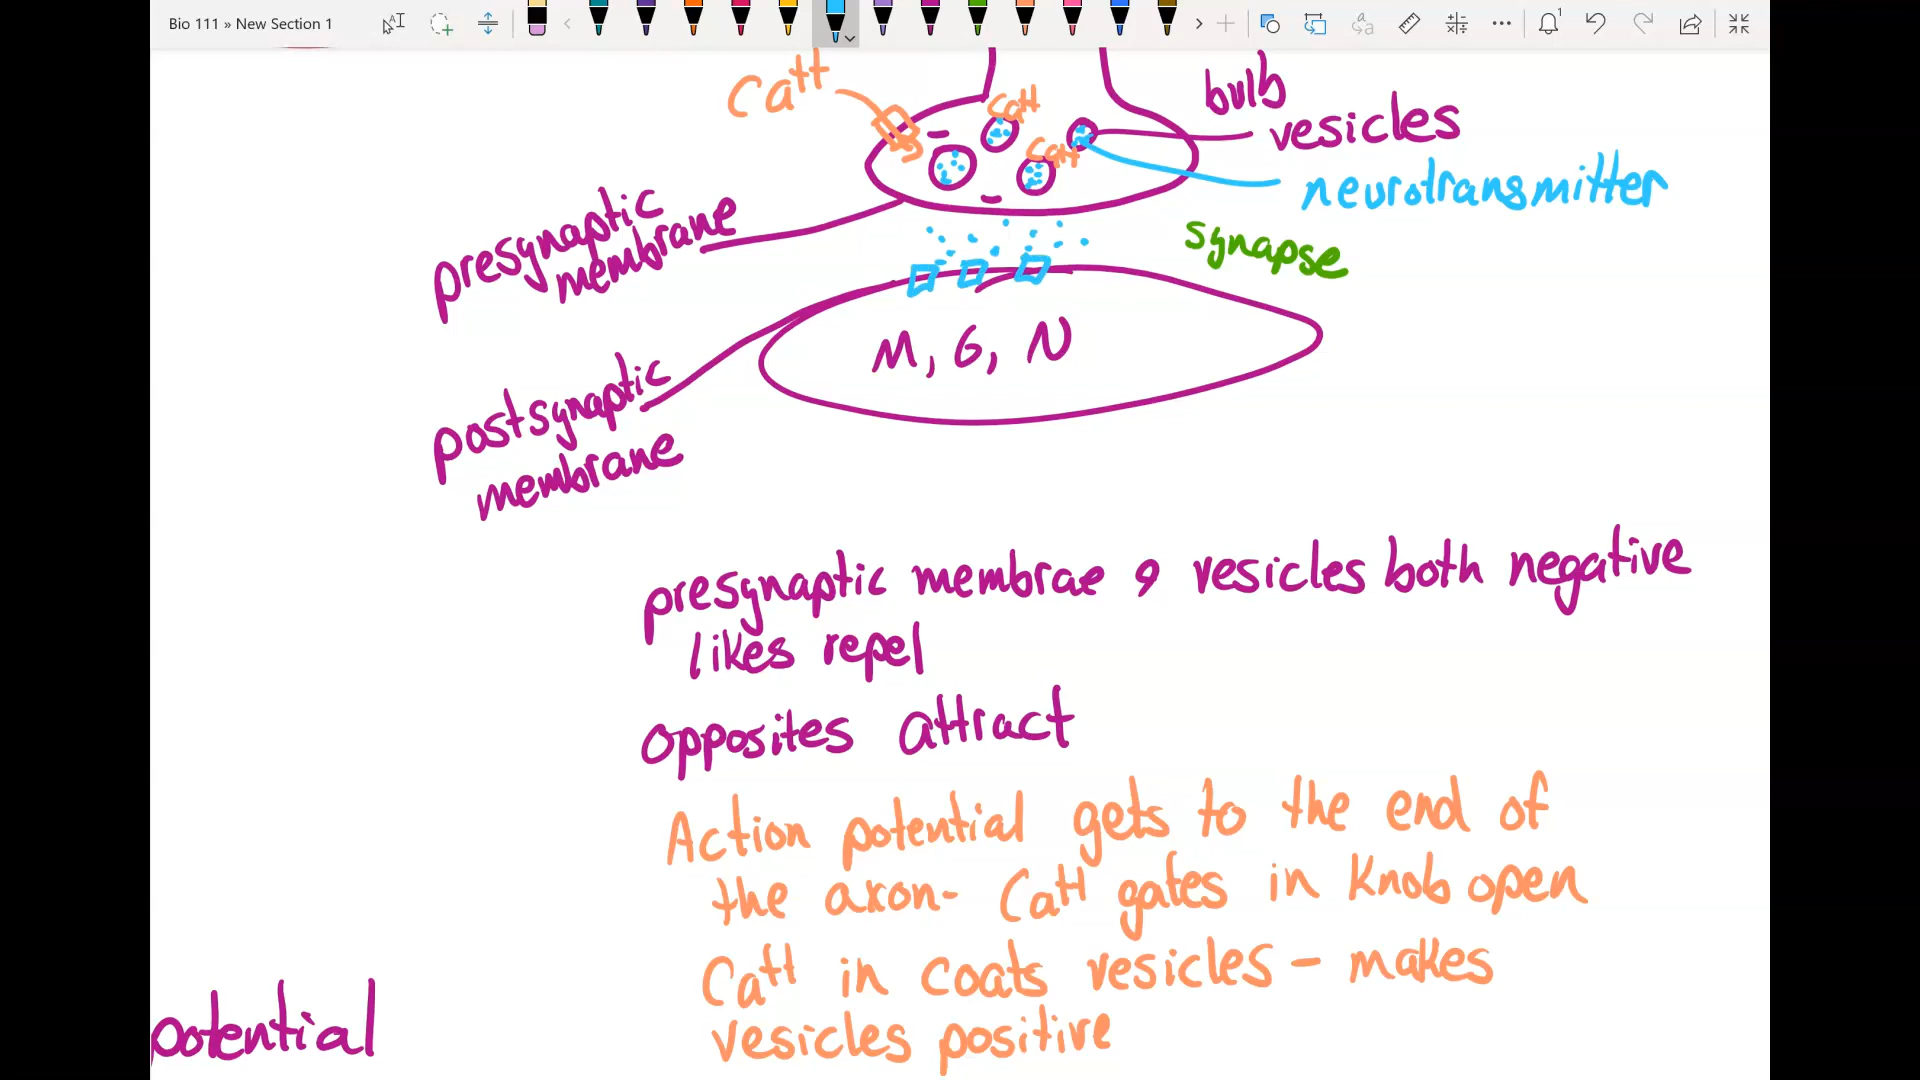 Bio 111 » New Section 1
Ca++
Ca++
Ca++
bulb
vesicles
neurotransmitter
synapse
presynaptic
membrane
M, G, N
postsynaptic
membrane
presynaptic membrae & vesicles both negative
likes repel
opposites attract
Action potential gets to the end of
the axon- Ca++ gates in knob open
Ca++ in coats vesicles - makes
vesicles positive
potential